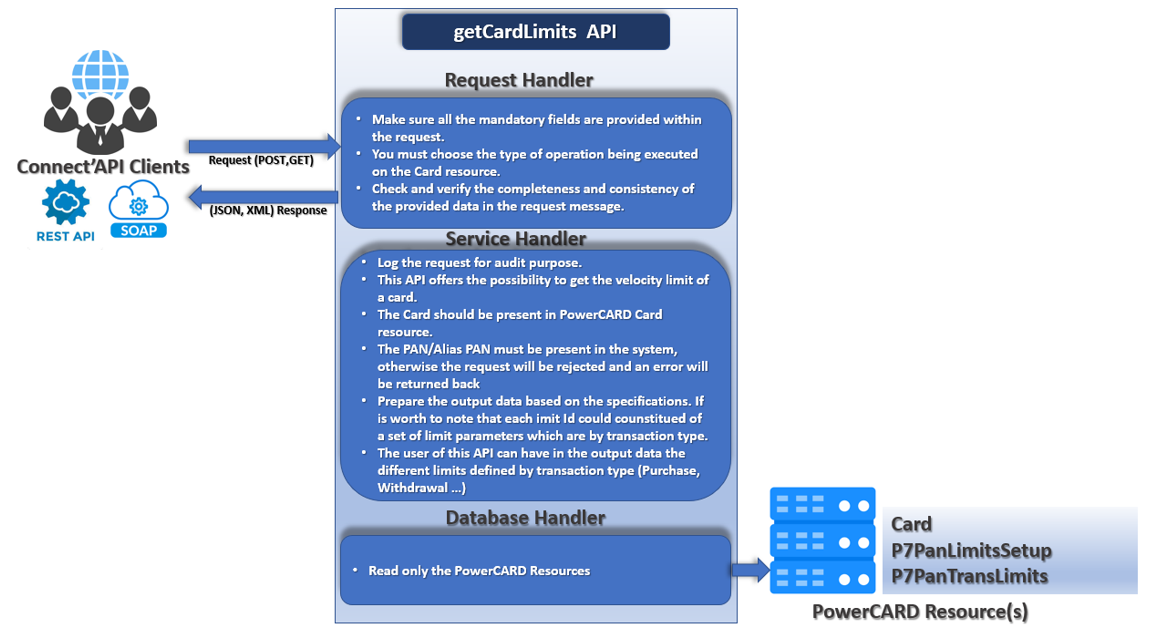 getCardLimits API
Request Handler
• Make sure all the mandatory fields are provided within
the request.
• You must choose the type of operation being executed
on the Card resource.
• Check and verify the completeness and consistency of
the provided data in the request message.
Connect'API Clients
Request (POST,GET)
(JSON, XML) Response
REST API
SOAP
Service Handler
• Log the request for audit purpose.
• This API offers the possibility to get the velocity limit of
a card.
• The Card should be present in PowerCARD Card
resource.
• The PAN/Alias PAN must be present in the system,
otherwise the request will be rejected and an error will
be returned back
• Prepare the output data based on the specifications. If
is worth to note that each imit Id could counstitued of
a set of limit parameters which are by transaction type.
• The user of this API can have in the output data the
different limits defined by transaction type (Purchase,
Withdrawal ...)
Database Handler
• Read only the PowerCARD Resources
Card
P7PanLimitsSetup
P7PanTransLimits
PowerCARD Resource(s)